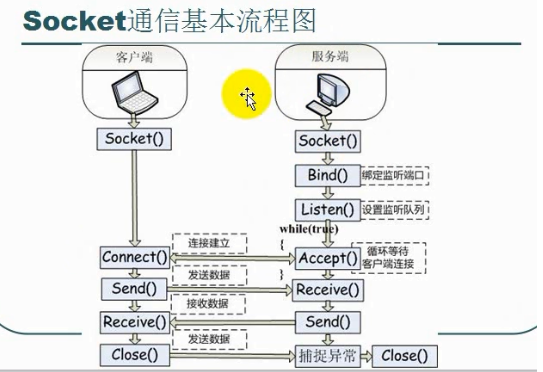 Socket通信基本流程图
客户端
服务端
Socket()
Socket()
Bind()
绑定监听端口
Listen()
设置监听队列
while(true)
{
连接建立
Connect()
Accept()
循环等待
客户端连接
发送数据
}
Send()
Receive()
接收数据
Receive()
Send()
发送数据
Close()
捕捉异常
Close()